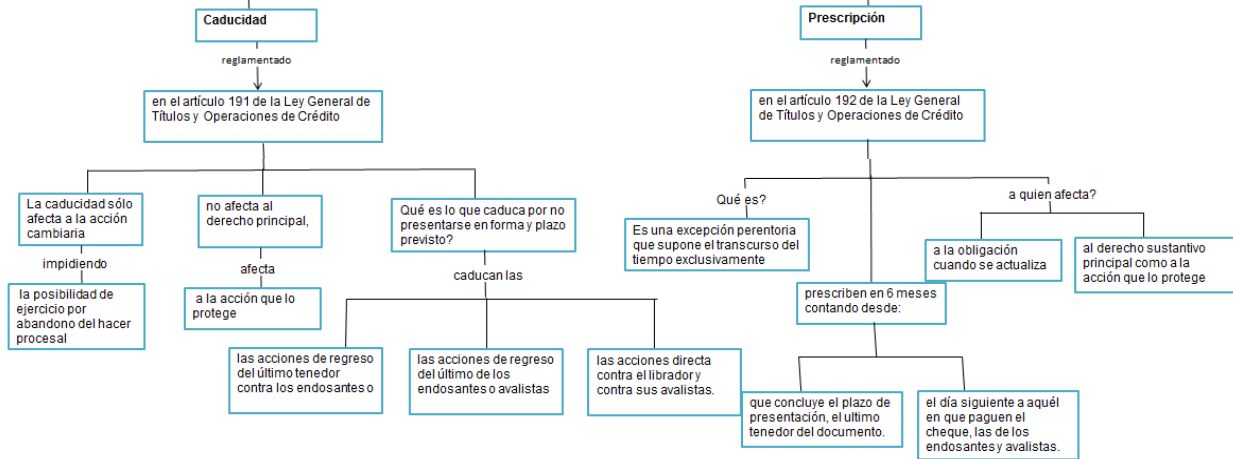 Caducidad
reglamentado
en el artículo 191 de la Ley General de
Títulos y Operaciones de Crédito
La caducidad sólo
afecta a la acción
cambiaria
impidiendo
la posibilidad de
ejercicio por
abandono del hacer
procesal
no afecta al
derecho principal,
afecta
a la acción que lo
protege
Qué es lo que caduca por no
presentarse en forma y plazo
previsto?
caducan las
las acciones de regreso
del último tenedor
contra los endosantes o
las acciones de regreso
del último de los
endosantes o avalistas
las acciones directa
contra el librador y
contra sus avalistas.
Prescripción
reglamentado
en el artículo 192 de la Ley General
de Títulos y Operaciones de Crédito
Qué es?
Es una excepción perentoria
que supone el transcurso del
tiempo exclusivamente
prescriben en 6 meses
contando desde:
que concluye el plazo de
presentación, el ultimo
tenedor del documento.
el día siguiente a aquél
en que paguen el
cheque, las de los
endosantes y avalistas.
a quien afecta?
a la obligación
cuando se actualiza
al derecho sustantivo
principal como a la
acción que lo protege